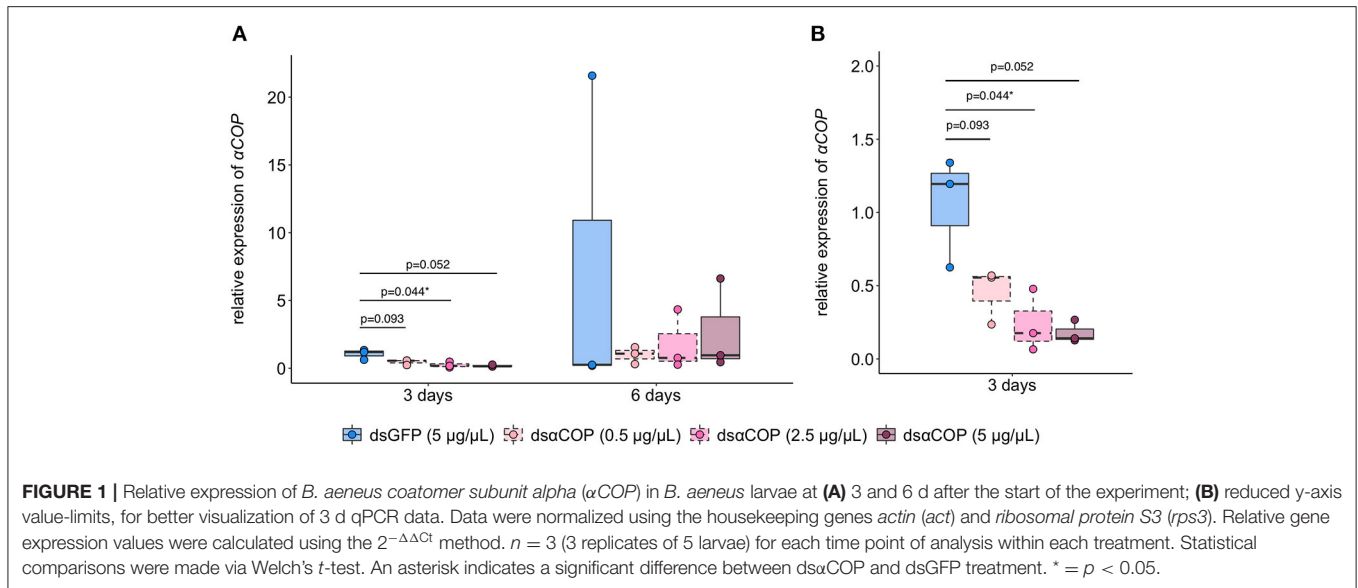 A
B
relative expression of αCOP
20
15
10
5
0
p=0.052
p=0.044*
p=0.093
3 days
6 days
relative expression of αCOP
2.0
1.5
1.0
0.5
0.0
p=0.052
p=0.044*
p=0.093
3 days
dsGFP (5 µg/µL) dsαCOP (0.5 µg/µL) dsαCOP (2.5 µg/µL) dsαCOP (5 µg/µL)
FIGURE 1 | Relative expression of B. aeneus coatomer subunit alpha (αCOP) in B. aeneus larvae at (A) 3 and 6 d after the start of the experiment; (B) reduced y-axis
value-limits, for better visualization of 3 d qPCR data. Data were normalized using the housekeeping genes actin (act) and ribosomal protein S3 (rps3). Relative gene
expression values were calculated using the 2−ΔΔCt method. n = 3 (3 replicates of 5 larvae) for each time point of analysis within each treatment. Statistical
comparisons were made via Welch's t-test. An asterisk indicates a significant difference between dsαCOP and dsGFP treatment. * = p < 0.05.